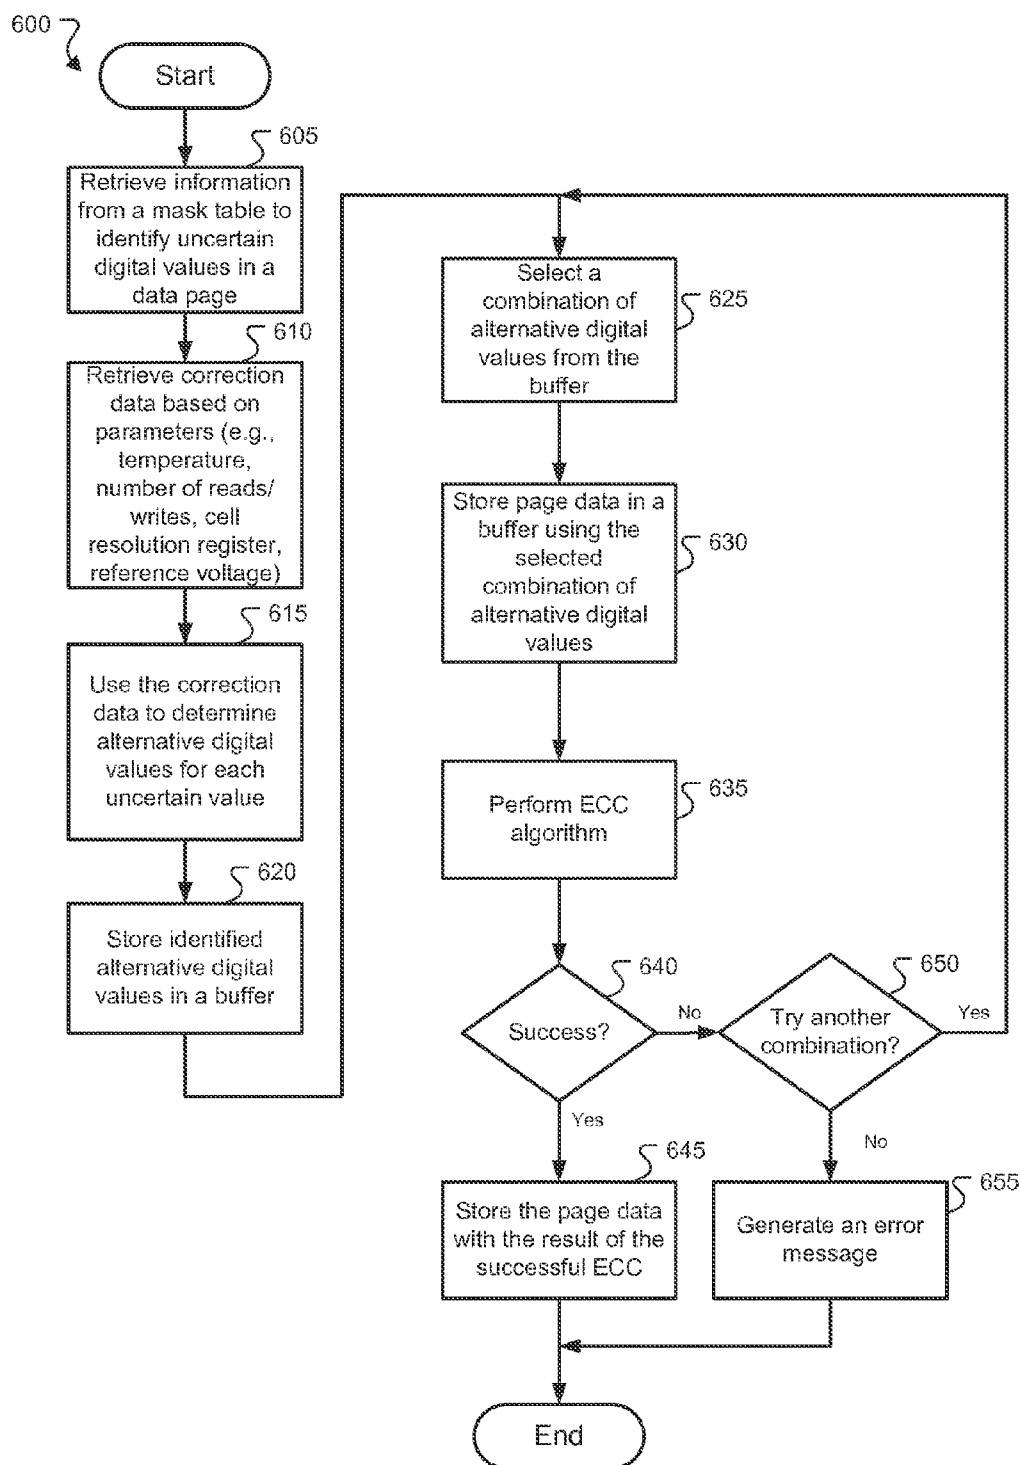 600
Start
605
Retrieve information
from a mask table to
identify uncertain
digital values in a
data page
610
Retrieve correction
data based on
parameters (e.g.,
temperature,
number of reads/
writes, cell
resolution register,
reference voltage)
615
Use the correction
data to determine
alternative digital
values for each
uncertain value
620
Store identified
alternative digital
values in a buffer
625
Select a
combination of
alternative digital
values from the
buffer
630
Store page data in a
buffer using the
selected
combination of
alternative digital
values
635
Perform ECC
algorithm
640
Success?
No
Yes
650
Try another
combination?
Yes
No
645
Store the page data
with the result of the
successful ECC
655
Generate an error
message
End